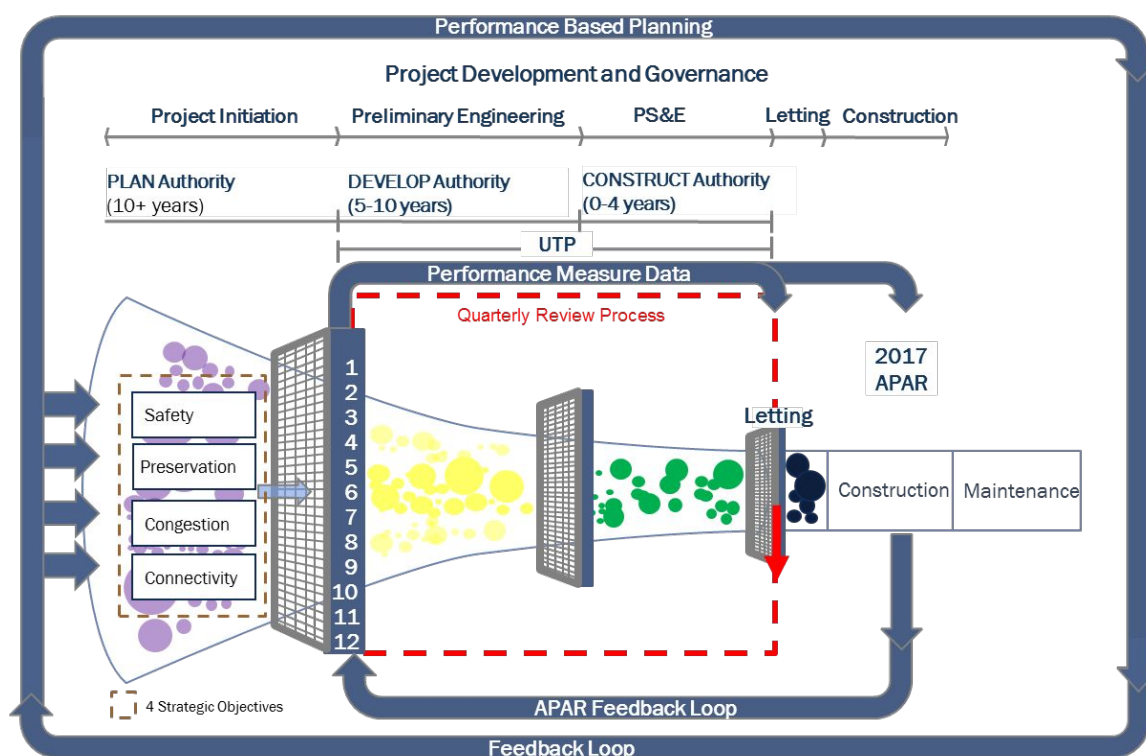 Performance Based Planning
Project Development and Governance
Project Initiation
Preliminary Engineering
PS&E
Letting
Construction
PLAN Authority
(10+ years)
DEVELOP Authority
(5-10 years)
CONSTRUCT Authority
(0-4 years)
UTP
Performance Measure Data
Quarterly Review Process
2017
APAR
Safety
Preservation
Congestion
Connectivity
1
2
3
4
5
6
7
8
9
10
11
12
Letting
Construction
Maintenance
4 Strategic Objectives
APAR Feedback Loop
Feedback Loop